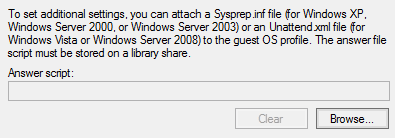 To set additional settings, you can attach a Sysprep.inf file (for Windows XP,
Windows Server 2000, or Windows Server 2003) or an Unattend.xml file (for
Windows Vista or Windows Server 2008) to the guest OS profile. The answer file
script must be stored on a library share.
Answer script:
Clear
Browse...